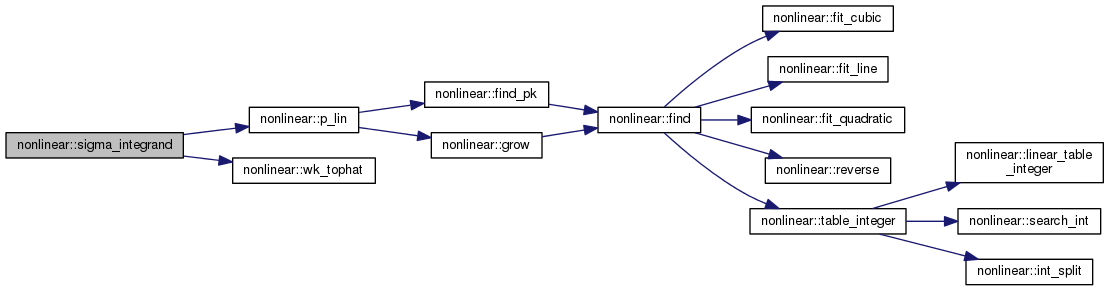 nonlinear::sigma_integrand
nonlinear::p_lin
nonlinear::wk_tophat
nonlinear::find_pk
nonlinear::grow
nonlinear::find
nonlinear::fit_cubic
nonlinear::fit_line
nonlinear::fit_quadratic
nonlinear::reverse
nonlinear::table_integer
nonlinear::linear_table
_integer
nonlinear::search_int
nonlinear::int_split